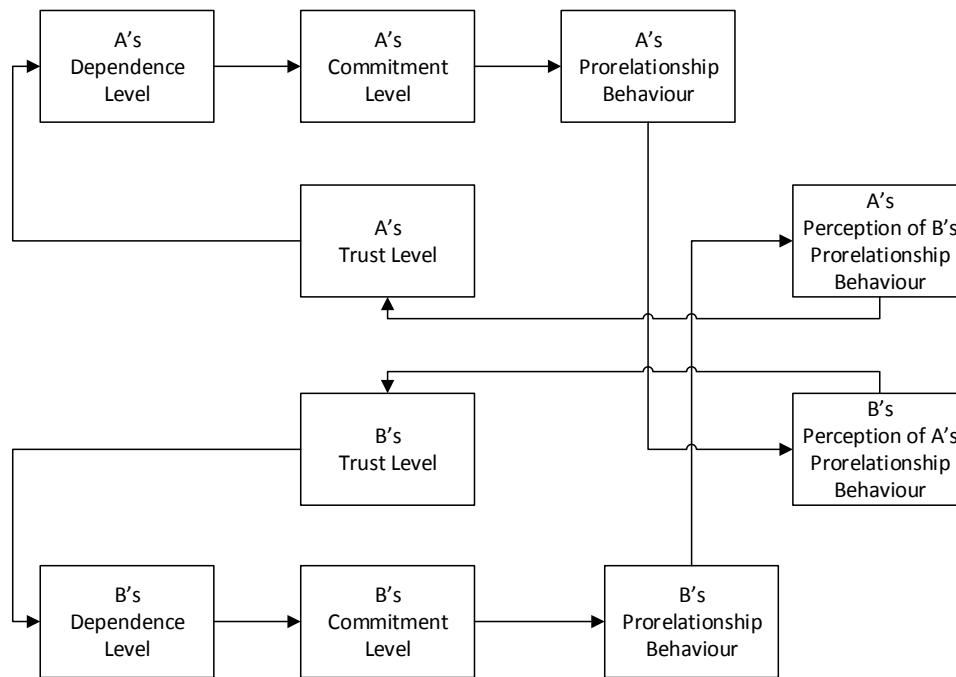 A’s
Dependence
Level
A’s
Commitment
Level
A’s
Prorelationship
Behaviour
A’s
Trust Level
A’s
Perception of B’s
Prorelationship
Behaviour
B’s
Trust Level
B’s
Perception of A’s
Prorelationship
Behaviour
B’s
Dependence
Level
B’s
Commitment
Level
B’s
Prorelationship
Behaviour